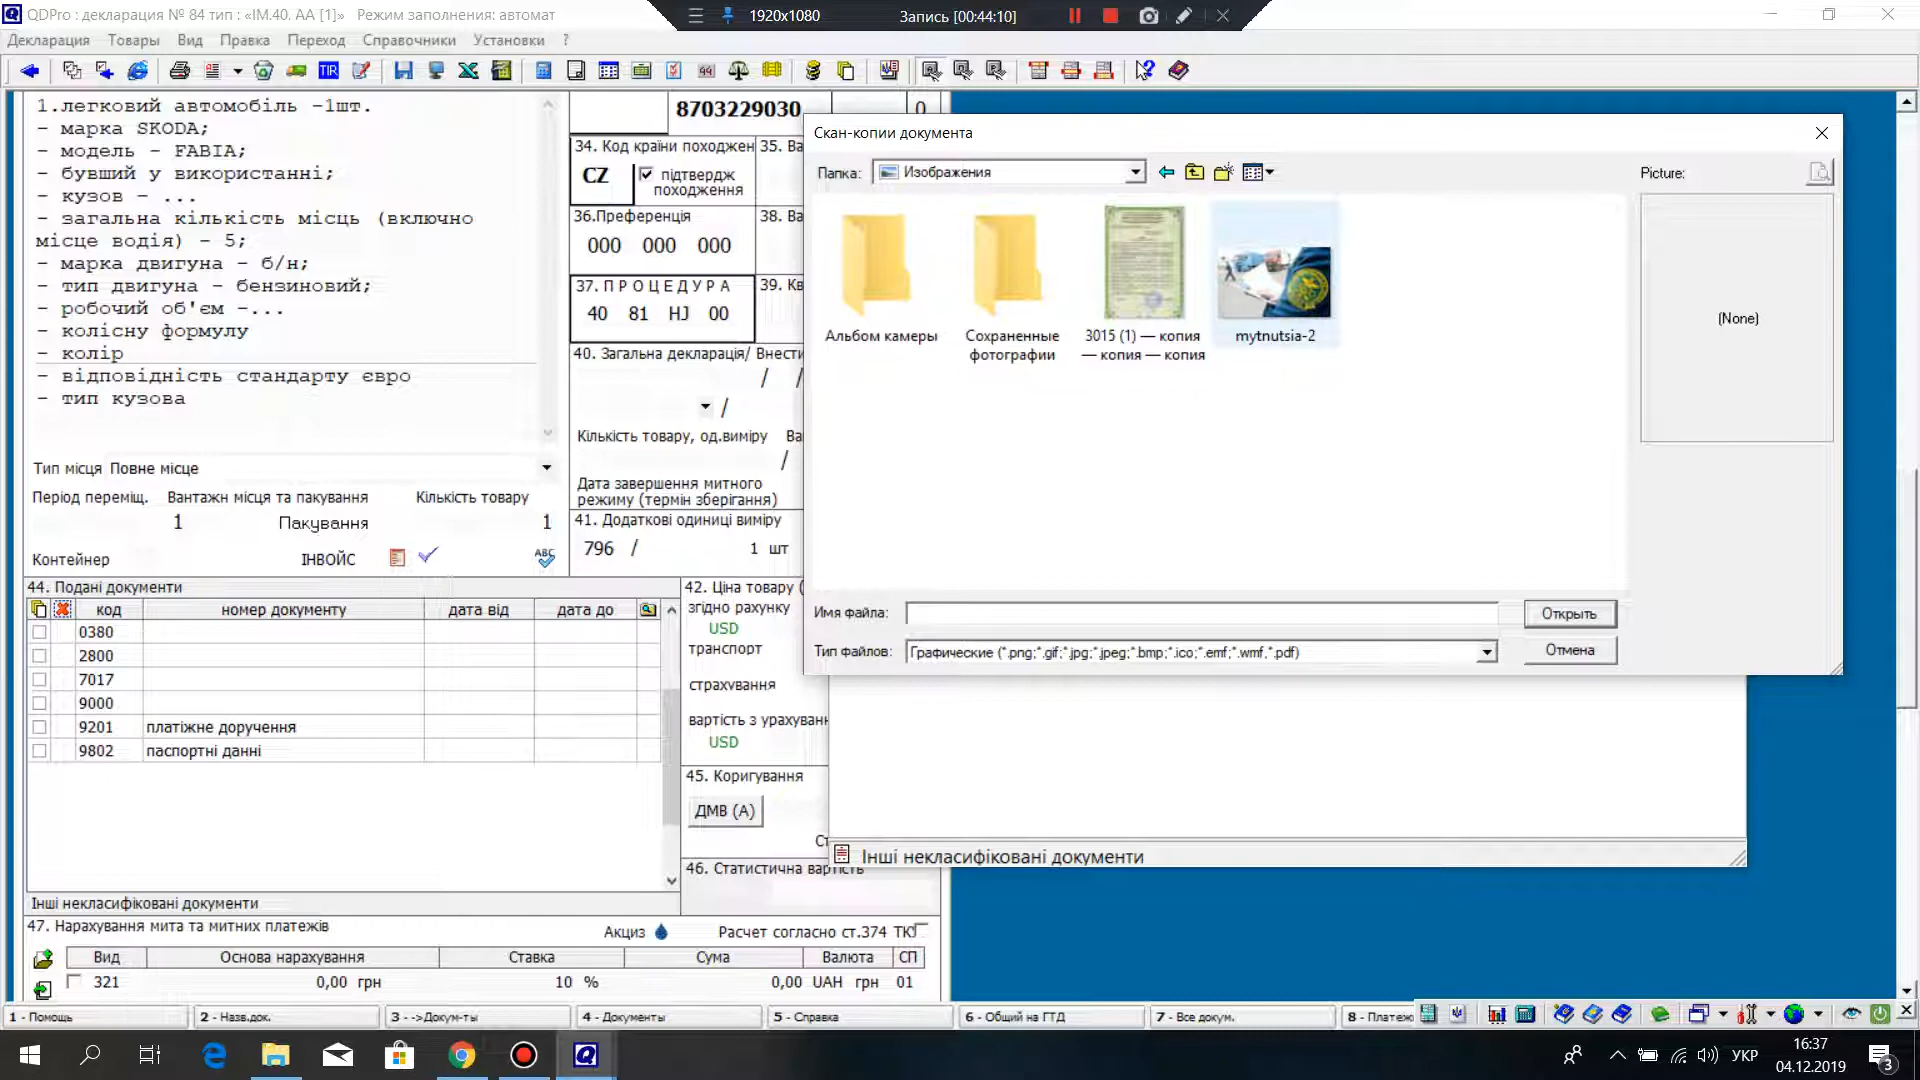 QDPro : декларация № 84 тип : «ІМ.40. АА [1]» Режим заполнения: автомат
1920x1080
Запись [00:44:10]
Декларация Товары Вид Правка Переход Справочники Установки ?
TIR
1.легковий автомобіль -1шт.
- марка SKODA;
- модель - FABIA;
- бувший у використанні;
- кузов - ...
- загальна кількість місць (включно
місце водія) - 5;
- марка двигуна - б/н;
- тип двигуна - бензиновий;
- робочий об'єм -...
- колісну формулу
- колір
- відповідність стандарту євро
- тип кузова
Тип місця Повне місце
Період переміщ. Вантажн місця та пакування Кількість товару
1 Пакування 1
Контейнер ІНВОЙС ABC
8703229030 0
34. Код країни походжен 35. Ва
CZ підтвердж
походження
36.Преференція 38. Ва
000 000 000
37. П Р О Ц Е Д У Р А 39. Кв
40 81 HJ 00
40. Загальна декларація/ Внести
/ /
/
Кількість товару, од.виміру Ва
/
Дата завершення митного
режиму (термін зберігання)
41. Додаткові одиниці виміру
796 / 1 шт
Скан-копии документа
Папка: Изображения
Picture:
(None)
Альбом камеры
Сохраненные
фотографии
3015 (1) — копия
— копия — копия
mytnutsia-2
Имя файла:
Открыть
Тип файлов: Графические (*.png;*.gif;*.jpg;*.jpeg;*.bmp;*.ico;*.emf;*.wmf,*.pdf)
Отмена
44. Подані документи
код номер документу дата від дата до
0380
2800
7017
9000
9201 платіжне доручення
9802 паспортні данні
Інші некласифіковані документи
42. Ціна товару (
згідно рахунку
USD
транспорт
страхування
вартість з урахуванн
USD
45. Коригування
ДМВ (А)
Ст
46. Статистична вартість
Інші некласифіковані документи
47. Нарахування мита та митних платежів
Акциз Расчет согласно ст.374 ТК
Вид Основа нарахування Ставка Сума Валюта СП
321 0,00 грн 10 % 0,00 UAH грн 01
1 - Помощь 2 - Назв.док. 3 - ->Докум-ты 4 - Документы 5 - Справка 6 - Общий на ГТД 7 - Все докум. 8 - Платеж
УКР
16:37
04.12.2019
3